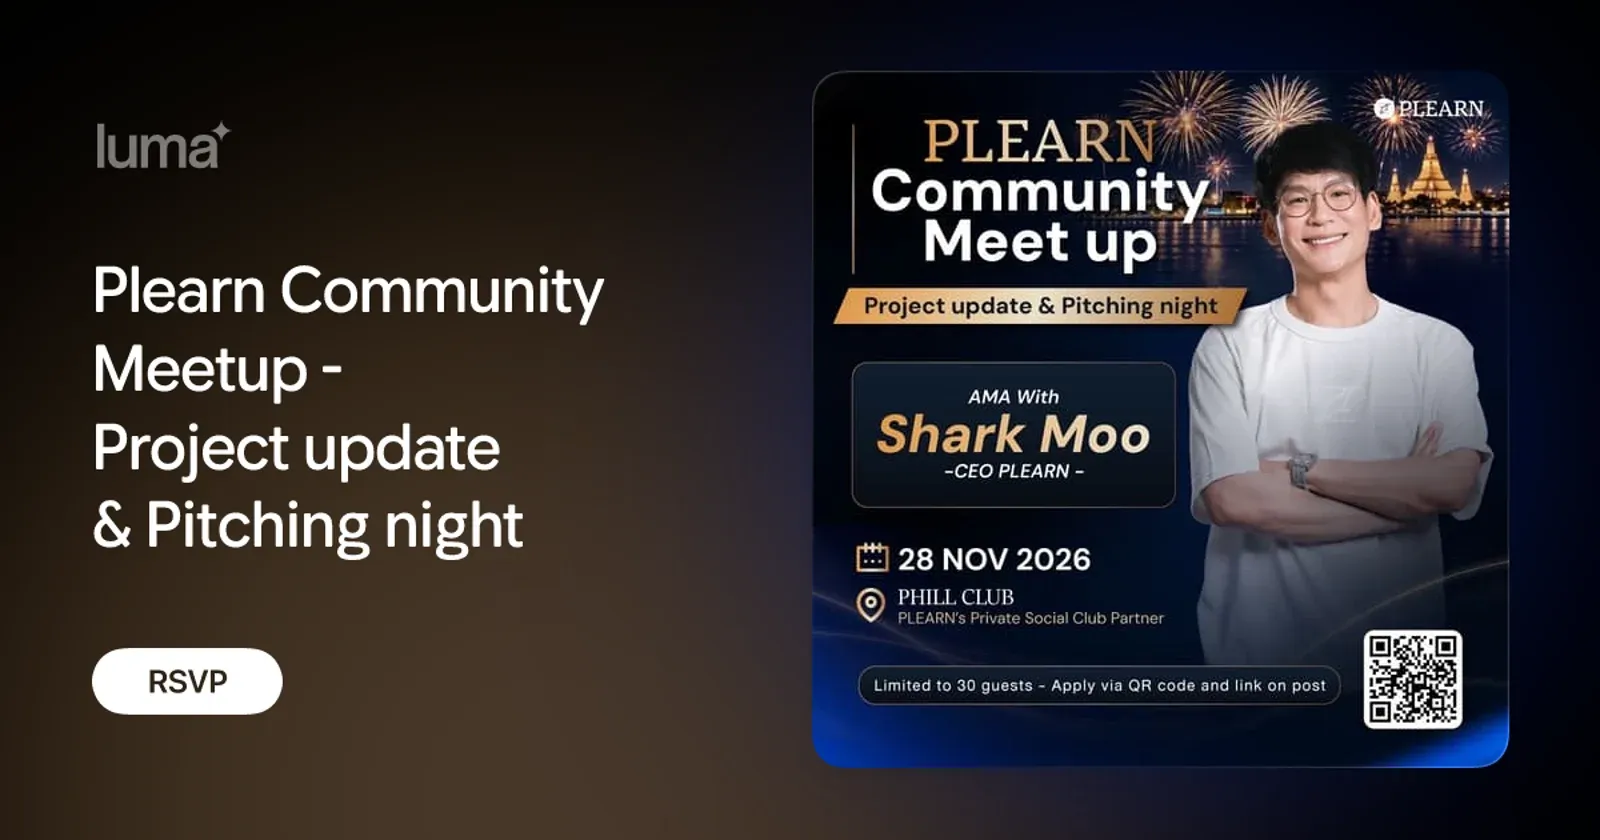 luma
Plearn Community
Meetup -
Project update
& Pitching night
RSVP
PLEARN
PLEARN
Community
Meet up
Project update & Pitching night
AMA With
Shark Moo
-CEO PLEARN -
28 NOV 2026
PHILL CLUB
PLEARN's Private Social Club Partner
Limited to 30 guests - Apply via QR code and link on post